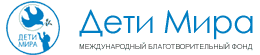 ДЕТИ
МИРА
Дети Мира
МЕЖДУНАРОДНЫЙ БЛАГОТВОРИТЕЛЬНЫЙ ФОНД